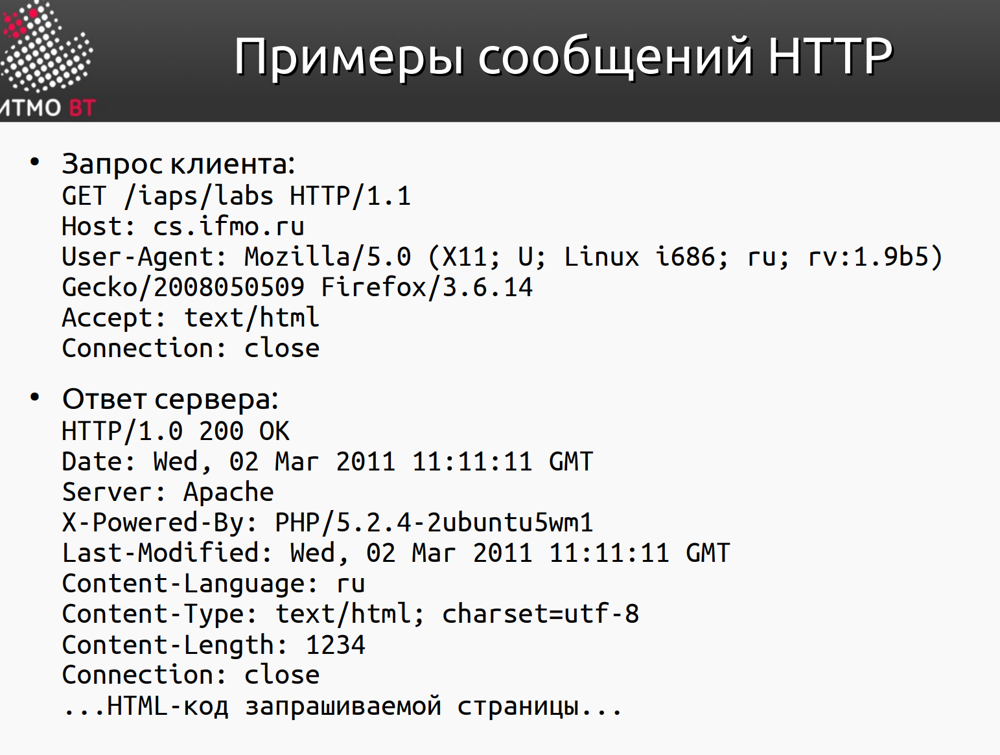 Примеры сообщений HTTP
ИТМО ВТ
• Запрос клиента:
GET /iaps/labs HTTP/1.1
Host: cs.ifmo.ru
User-Agent: Mozilla/5.0 (X11; U; Linux i686; ru; rv:1.9b5)
Gecko/2008050509 Firefox/3.6.14
Accept: text/html
Connection: close
• Ответ сервера:
HTTP/1.0 200 OK
Date: Wed, 02 Mar 2011 11:11:11 GMT
Server: Apache
X-Powered-By: PHP/5.2.4-2ubuntu5wm1
Last-Modified: Wed, 02 Mar 2011 11:11:11 GMT
Content-Language: ru
Content-Type: text/html; charset=utf-8
Content-Length: 1234
Connection: close
...HTML-код запрашиваемой страницы...